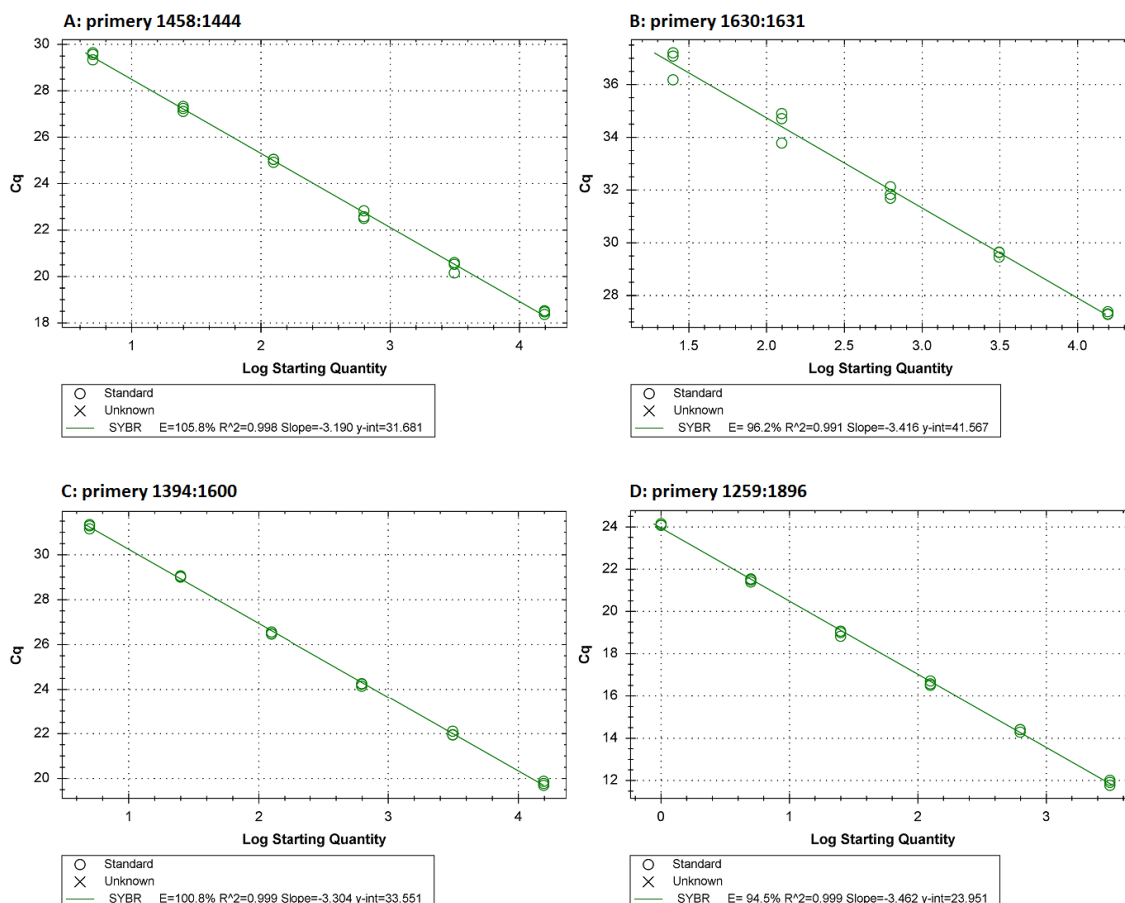 A: primery 1458:1444
30
28
26
24
22
20
18
Cq
1 2 3 4
Log Starting Quantity
Standard
Unknown
SYBR E=105.8% R^2=0.998 Slope=-3.190 y-int=31.681
B: primery 1630:1631
36
34
32
30
28
Cq
1.5 2.0 2.5 3.0 3.5 4.0
Log Starting Quantity
Standard
Unknown
SYBR E= 96.2% R^2=0.991 Slope=-3.416 y-int=41.567
C: primery 1394:1600
30
28
26
24
22
20
Cq
1 2 3 4
Log Starting Quantity
Standard
Unknown
SYBR E=100.8% R^2=0.999 Slope=-3.304 y-int=33.551
D: primery 1259:1896
24
22
20
18
16
14
12
Cq
0 1 2 3
Log Starting Quantity
Standard
Unknown
SYBR E= 94.5% R^2=0.999 Slope=-3.462 y-int=23.951